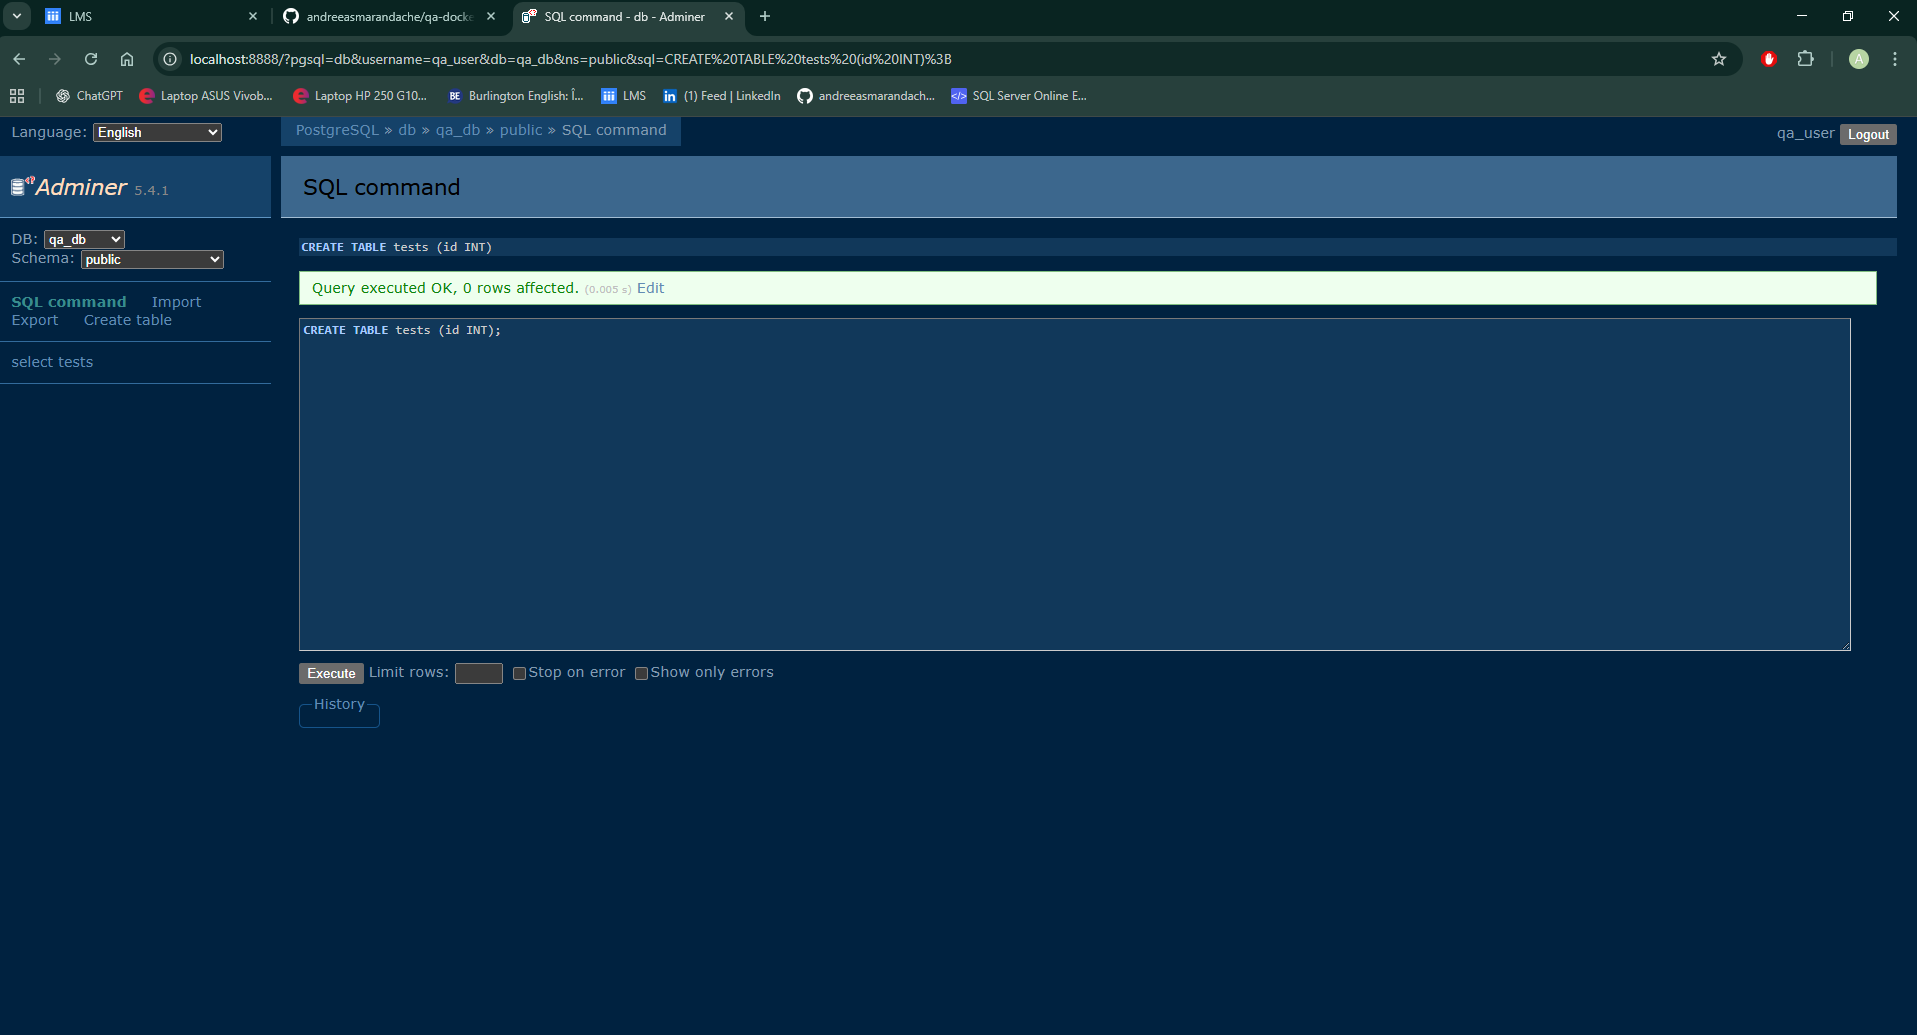 LMS
andreeasmarandache/qa-docke
SQL command - db - Adminer
localhost:8888/?pgsql=db&username=qa_user&db=qa_db&ns=public&sql=CREATE%20TABLE%20tests%20(id%20INT)%3B
A
ChatGPT
Laptop ASUS Vivob...
Laptop HP 250 G10...
BE Burlington English: Î...
LMS
in (1) Feed | LinkedIn
andreeasmarandach...
</> SQL Server Online E...
Language: English
PostgreSQL » db » qa_db » public » SQL command
qa_user Logout
Adminer 5.4.1
SQL command
DB: qa_db
Schema: public
SQL command Import
Export Create table
select tests
CREATE TABLE tests (id INT)
Query executed OK, 0 rows affected. (0.005 s) Edit
CREATE TABLE tests (id INT);
Execute Limit rows: Stop on error Show only errors
History